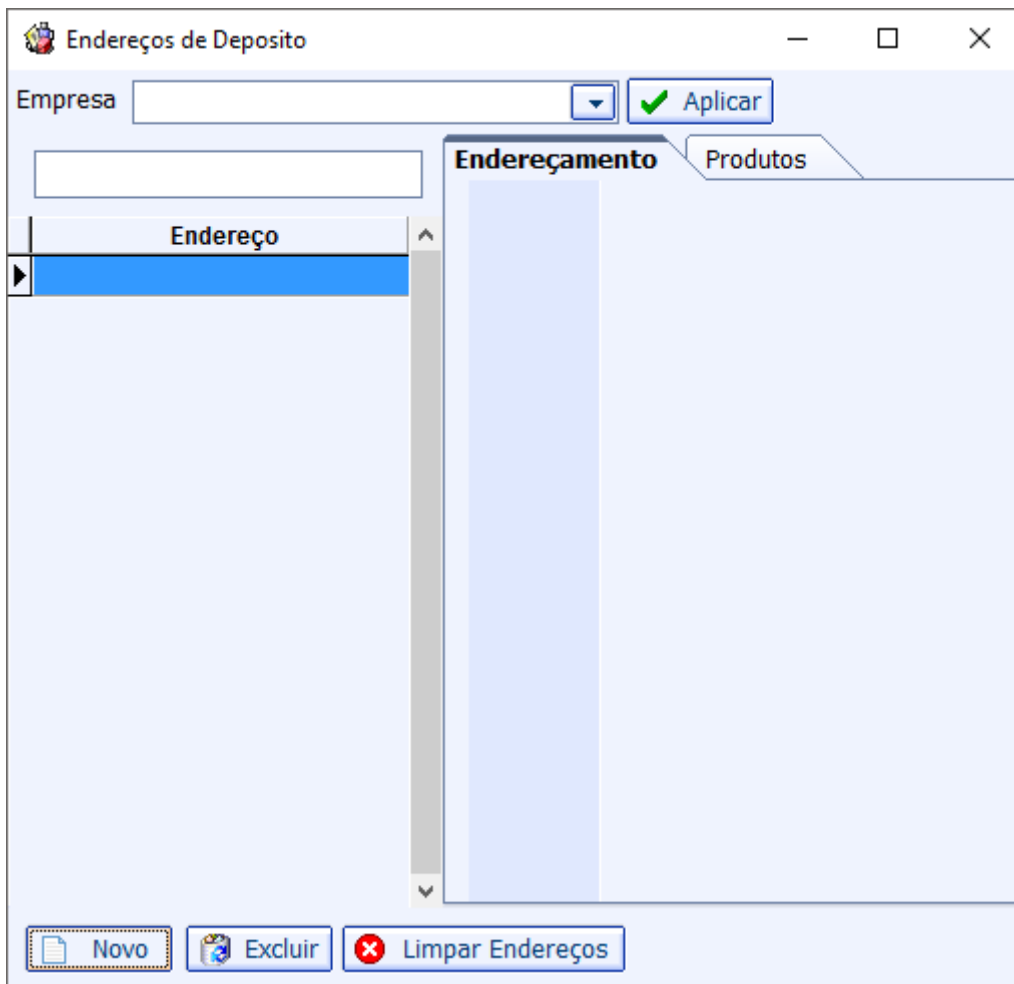 Endereços de Deposito
Empresa
Aplicar
Endereçamento
Produtos
Endereço
Novo
Excluir
Limpar Endereços